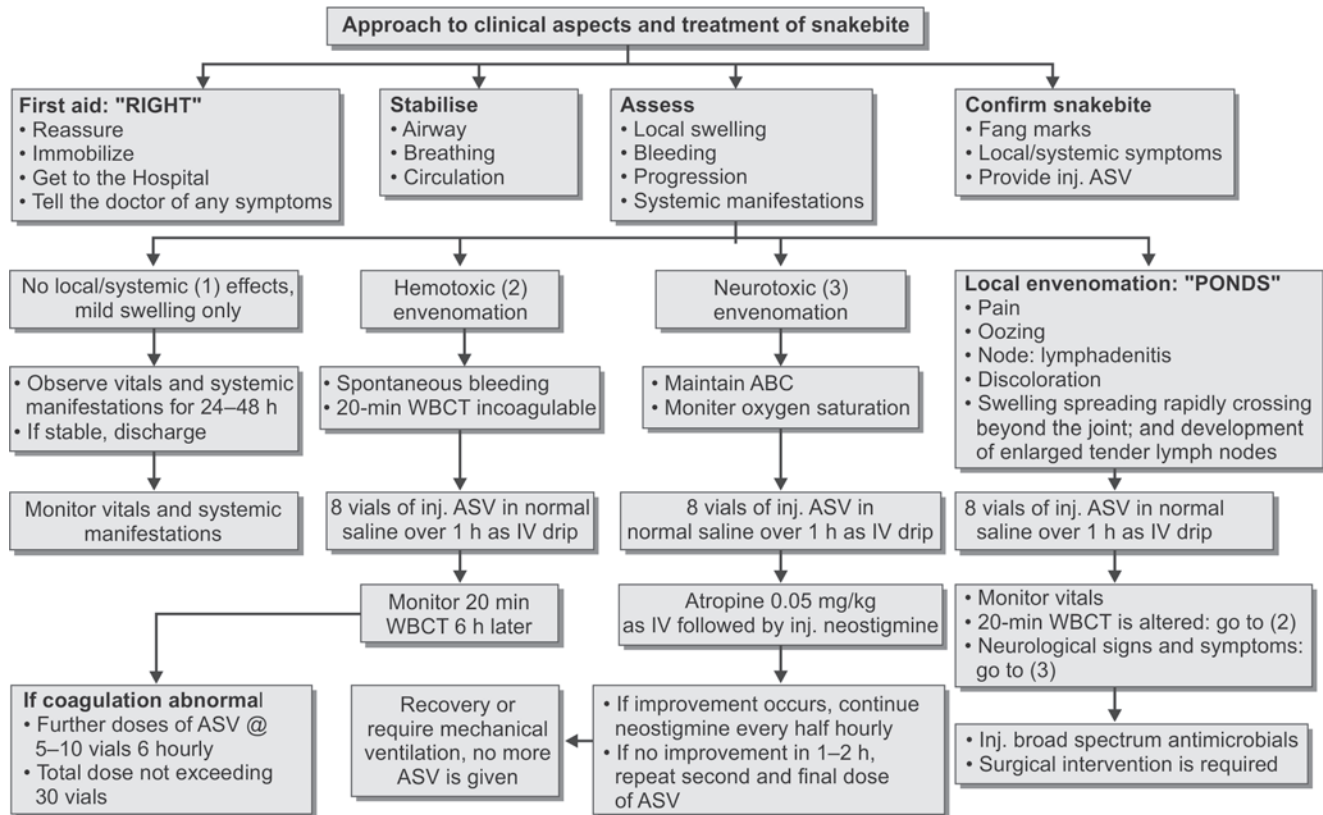 Approach to clinical aspects and treatment of snakebite
First aid: "RIGHT"
• Reassure
• Immobilize
• Get to the Hospital
• Tell the doctor of any symptoms
Stabilise
• Airway
• Breathing
• Circulation
Assess
• Local swelling
• Bleeding
• Progression
• Systemic manifestations
Confirm snakebite
• Fang marks
• Local/systemic symptoms
• Provide inj. ASV
No local/systemic (1) effects,
mild swelling only
Hemotoxic (2)
envenomation
Neurotoxic (3)
envenomation
Local envenomation: "PONDS"
• Pain
• Oozing
• Node: lymphadenitis
• Discoloration
• Swelling spreading rapidly crossing
beyond the joint; and development
of enlarged tender lymph nodes
• Observe vitals and systemic
manifestations for 24–48 h
• If stable, discharge
• Spontaneous bleeding
• 20-min WBCT incoagulable
• Maintain ABC
• Moniter oxygen saturation
Monitor vitals and systemic
manifestations
8 vials of inj. ASV in normal
saline over 1 h as IV drip
8 vials of inj. ASV in
normal saline over 1 h as IV drip
8 vials of inj. ASV in normal
saline over 1 h as IV drip
Monitor 20 min
WBCT 6 h later
Atropine 0.05 mg/kg
as IV followed by inj. neostigmine
• Monitor vitals
• 20-min WBCT is altered: go to (2)
• Neurological signs and symptoms:
go to (3)
If coagulation abnormal
• Further doses of ASV @
5–10 vials 6 hourly
• Total dose not exceeding
30 vials
Recovery or
require mechanical
ventilation, no more
ASV is given
• If improvement occurs, continue
neostigmine every half hourly
• If no improvement in 1–2 h,
repeat second and final dose
of ASV
• Inj. broad spectrum antimicrobials
• Surgical intervention is required